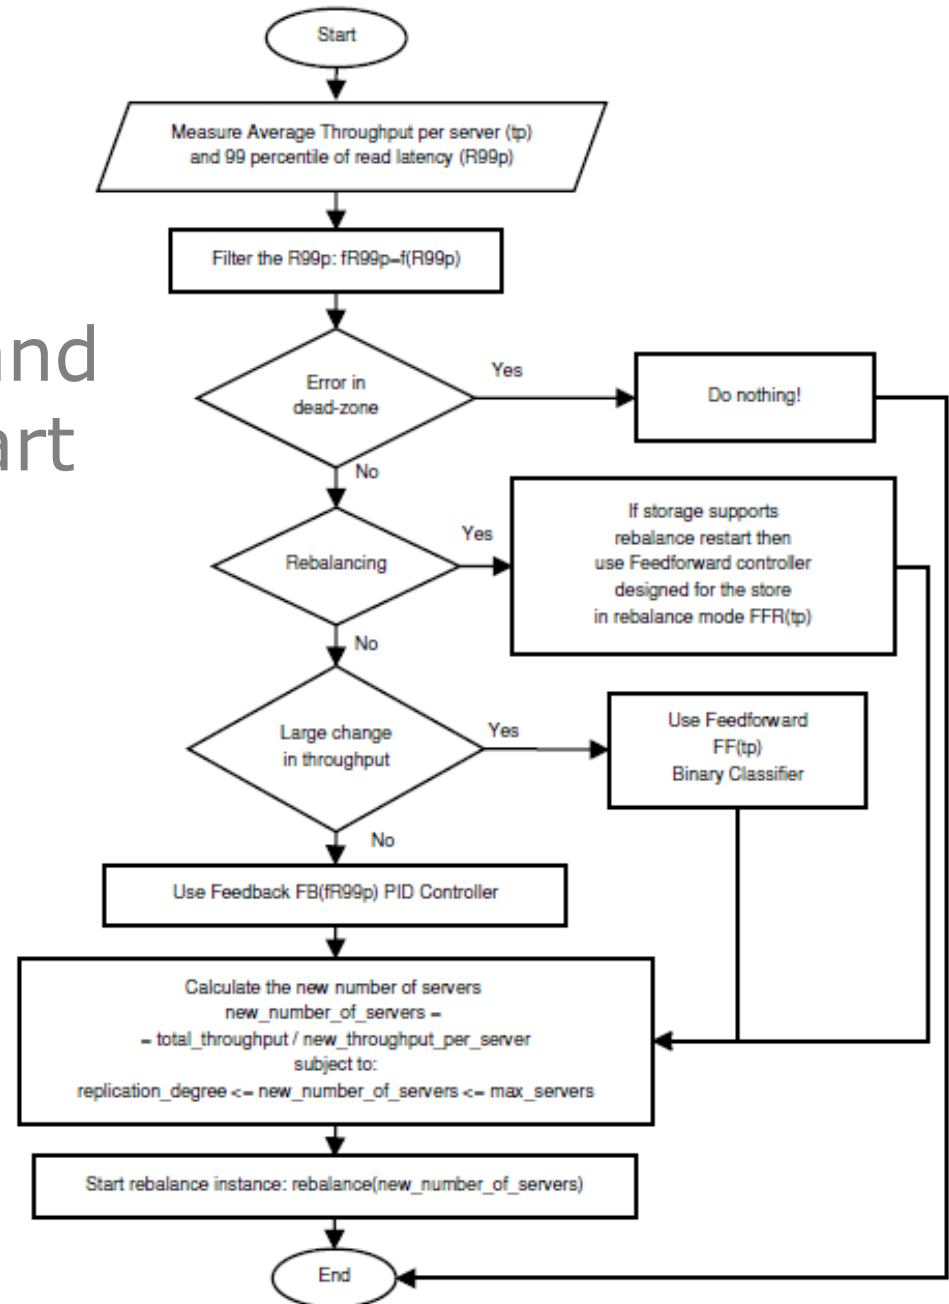 Start
Measure Average Throughput per server (tp)
and 99 percentile of read latency (R99p)
Filter the R99p: fR99p=f(R99p)
and
art
Error in
dead-zone
Yes
Do nothing!
No
Rebalancing
Yes
If storage supports
rebalance restart then
use Feedforward controller
designed for the store
in rebalance mode FFR(tp)
No
Large change
in throughput
Yes
Use Feedforward
FF(tp)
Binary Classifier
No
Use Feedback FB(fR99p) PID Controller
Calculate the new number of servers
new_number_of_servers =
= total_throughput / new_throughput_per_server
subject to:
replication_degree <= new_number_of_servers <= max_servers
Start rebalance instance: rebalance(new_number_of_servers)
End